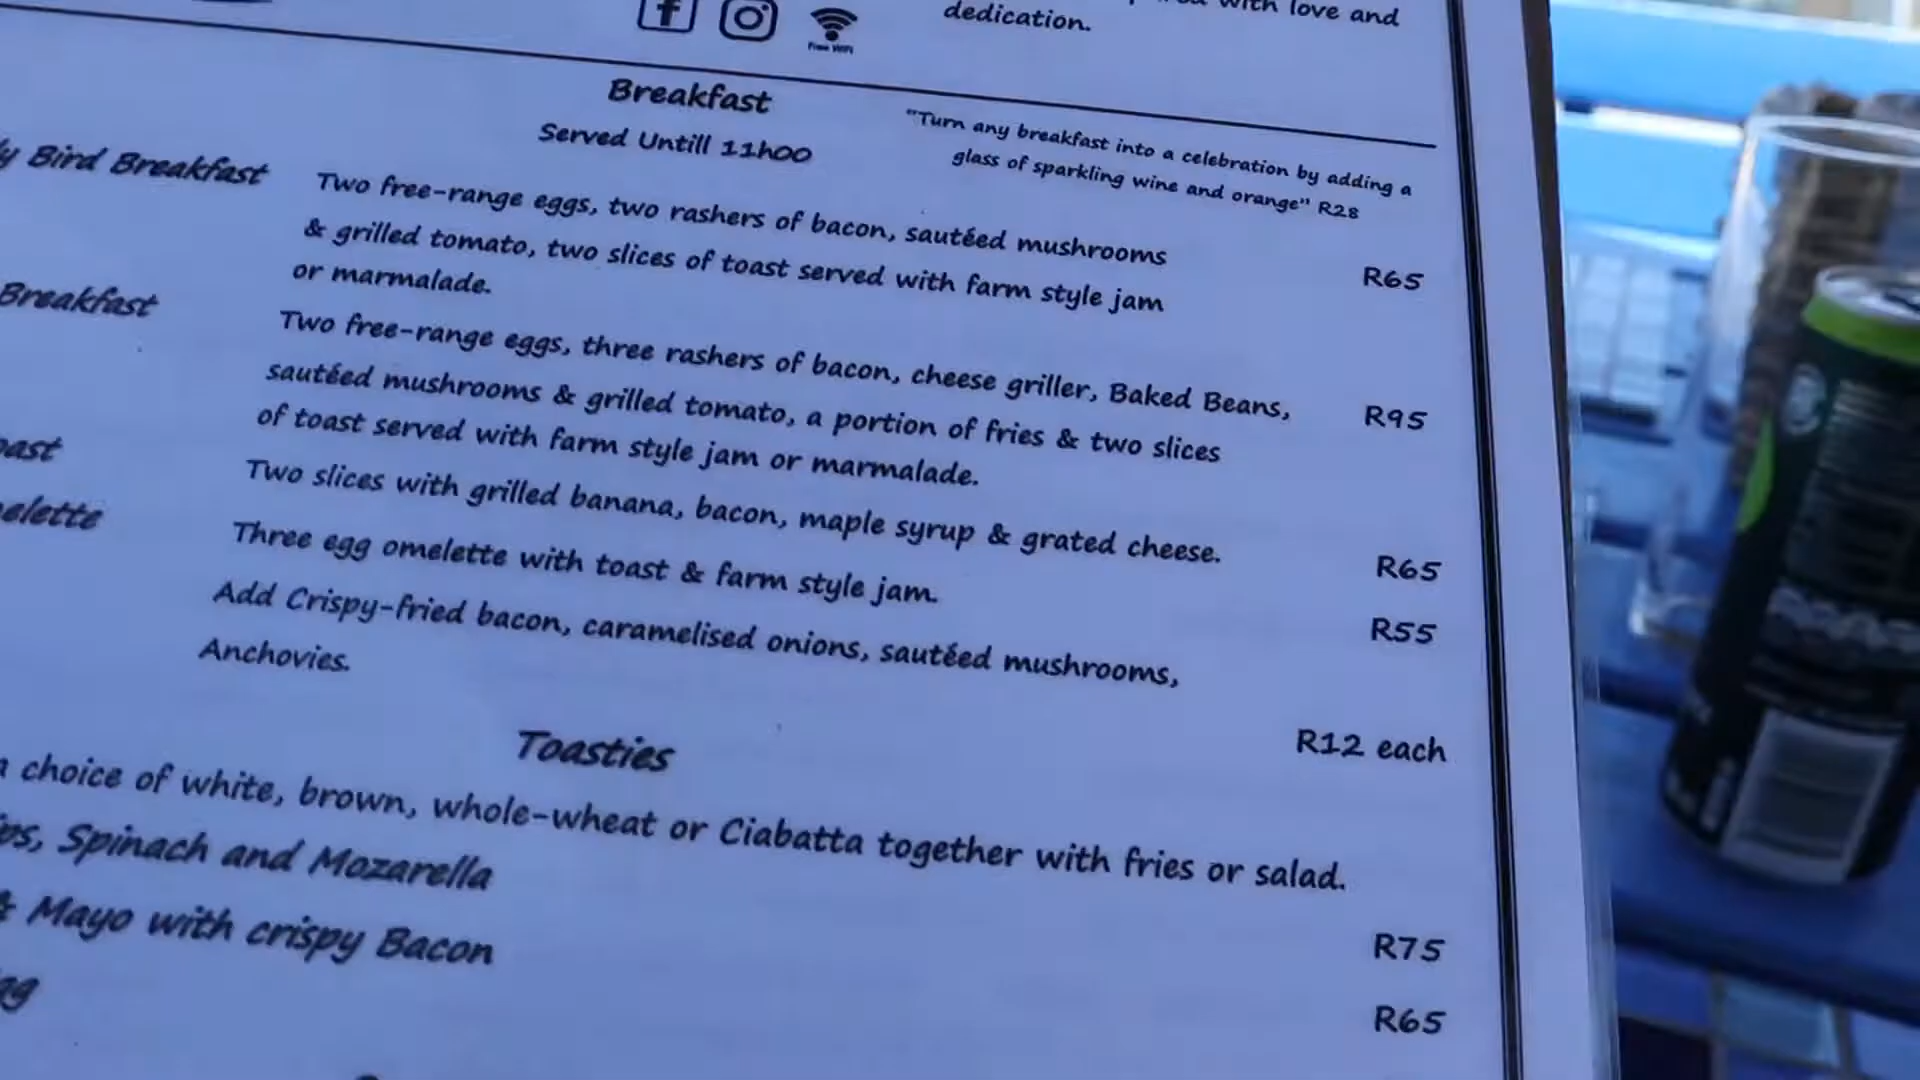 with love and
dedication.
Free WiFi
Breakfast
Served Untill 11h00
"Turn any breakfast into a celebration by adding a
glass of sparkling wine and orange" R28
Bird Breakfast
Two free-range eggs, two rashers of bacon, sautéed mushrooms
& grilled tomato, two slices of toast served with farm style jam
or marmalade.
R65
Breakfast
Two free-range eggs, three rashers of bacon, cheese griller, Baked Beans,
sautéed mushrooms & grilled tomato, a portion of fries & two slices
of toast served with farm style jam or marmalade.
R95
Two slices with grilled banana, bacon, maple syrup & grated cheese.
R65
Three egg omelette with toast & farm style jam.
R55
Add Crispy-fried bacon, caramelised onions, sautéed mushrooms,
Anchovies.
R12 each
Toasties
choice of white, brown, whole-wheat or Ciabatta together with fries or salad.
Spinach and Mozarella
R75
& Mayo with crispy Bacon
R65